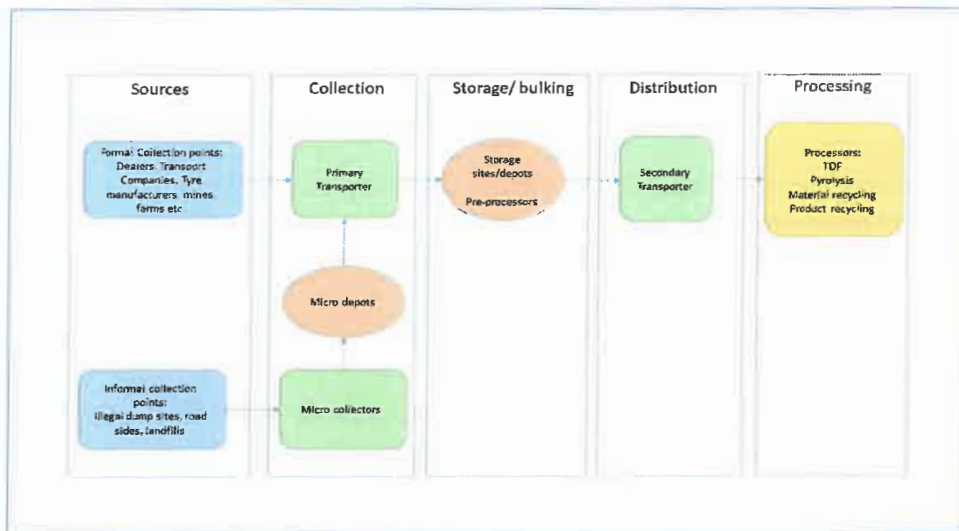 Sources
Collection
Storage/ bulking
Distribution
Processing
Formal Collection points:
Dealers, Transport
Companies, Tyre
manufacturers, mines,
farms etc
Primary
Transporter
Storage
sites/depots
Pre-processors
Secondary
Transporter
Processors:
TDF
Pyrolysis
Material recycling
Product recycling
Micro depots
Informal collection
points:
Illegal dump sites, road
sides, landfills
Micro collectors